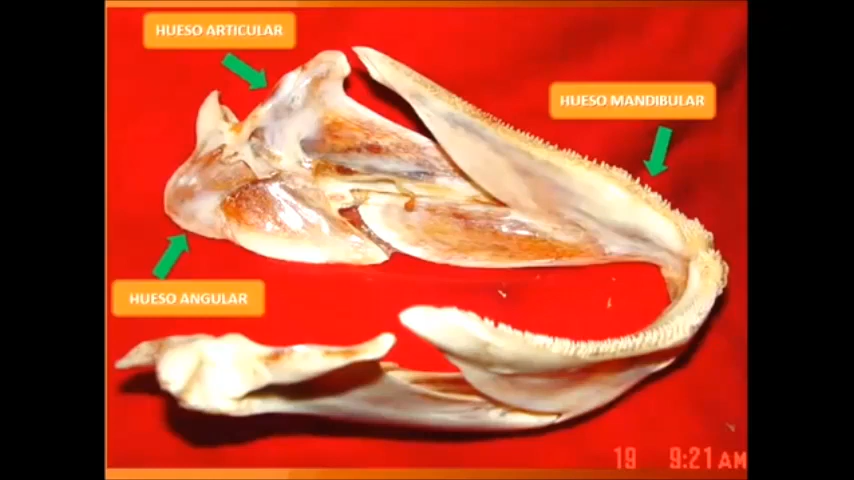 HUESO ARTICULAR
HUESO MANDIBULAR
HUESO ANGULAR
19 9:21 AM